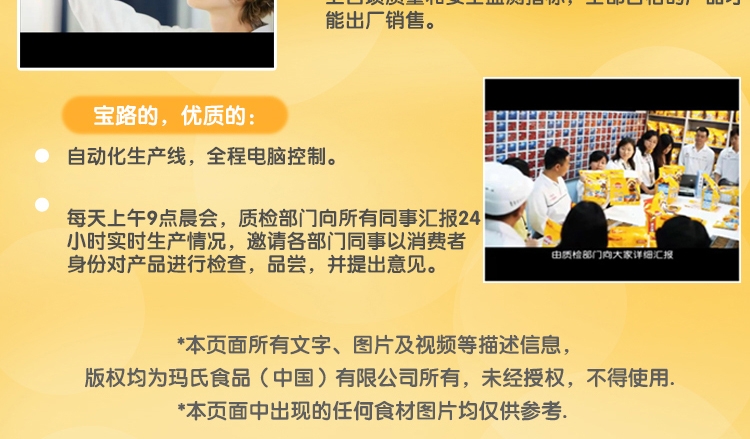 能出厂销售。
宝路的，优质的：
自动化生产线，全程电脑控制。
每天上午9点晨会，质检部门向所有同事汇报24
小时实时生产情况，邀请各部门同事以消费者
身份对产品进行检查，品尝，并提出意见。
由质检部门向大家详细汇报
*本页面所有文字、图片及视频等描述信息，
版权均为玛氏食品（中国）有限公司所有，未经授权，不得使用.
*本页面中出现的任何食材图片均仅供参考.